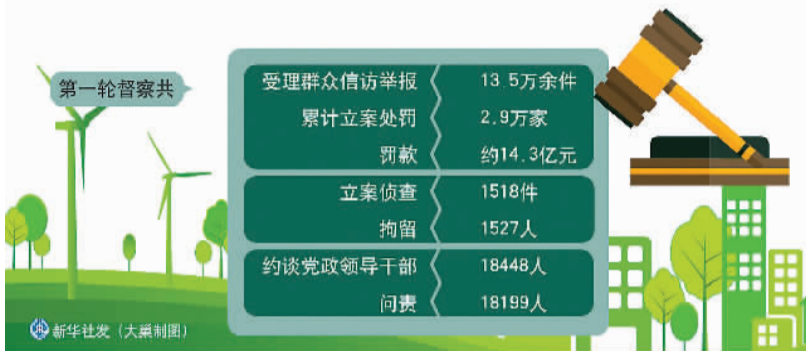 第一轮督察共
受理群众信访举报 13.5万余件
累计立案处罚 2.9万家
罚款 约14.3亿元
立案侦查 1518件
拘留 1527人
约谈党政领导干部 18448人
问责 18199人
新华社发（大巢制图）